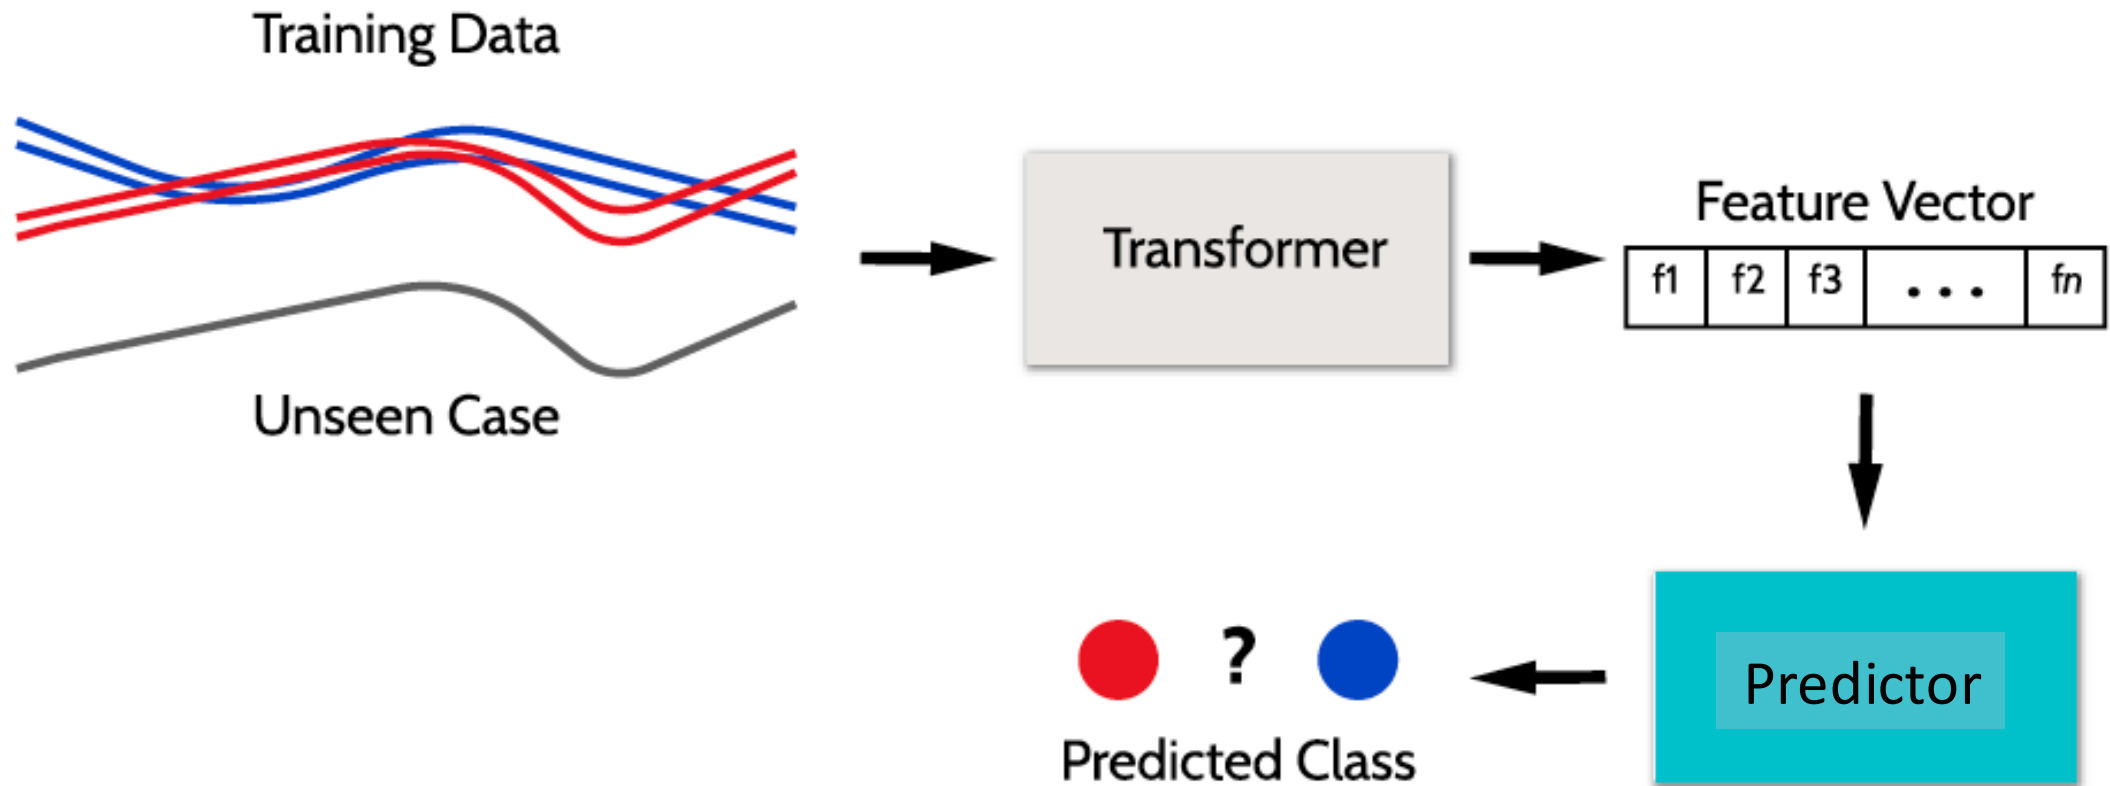 Training Data
Unseen Case
Transformer
Feature Vector
f1 f2 f3 ... fn
Predictor
?
Predicted Class